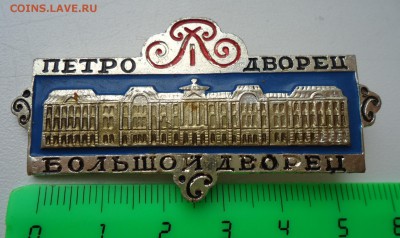 COINS.LAVE.RU
ПЕТРО ДВОРЕЦ
БОЛЬШОЙ ДВОРЕЦ
0 1 2 3 4 5 6